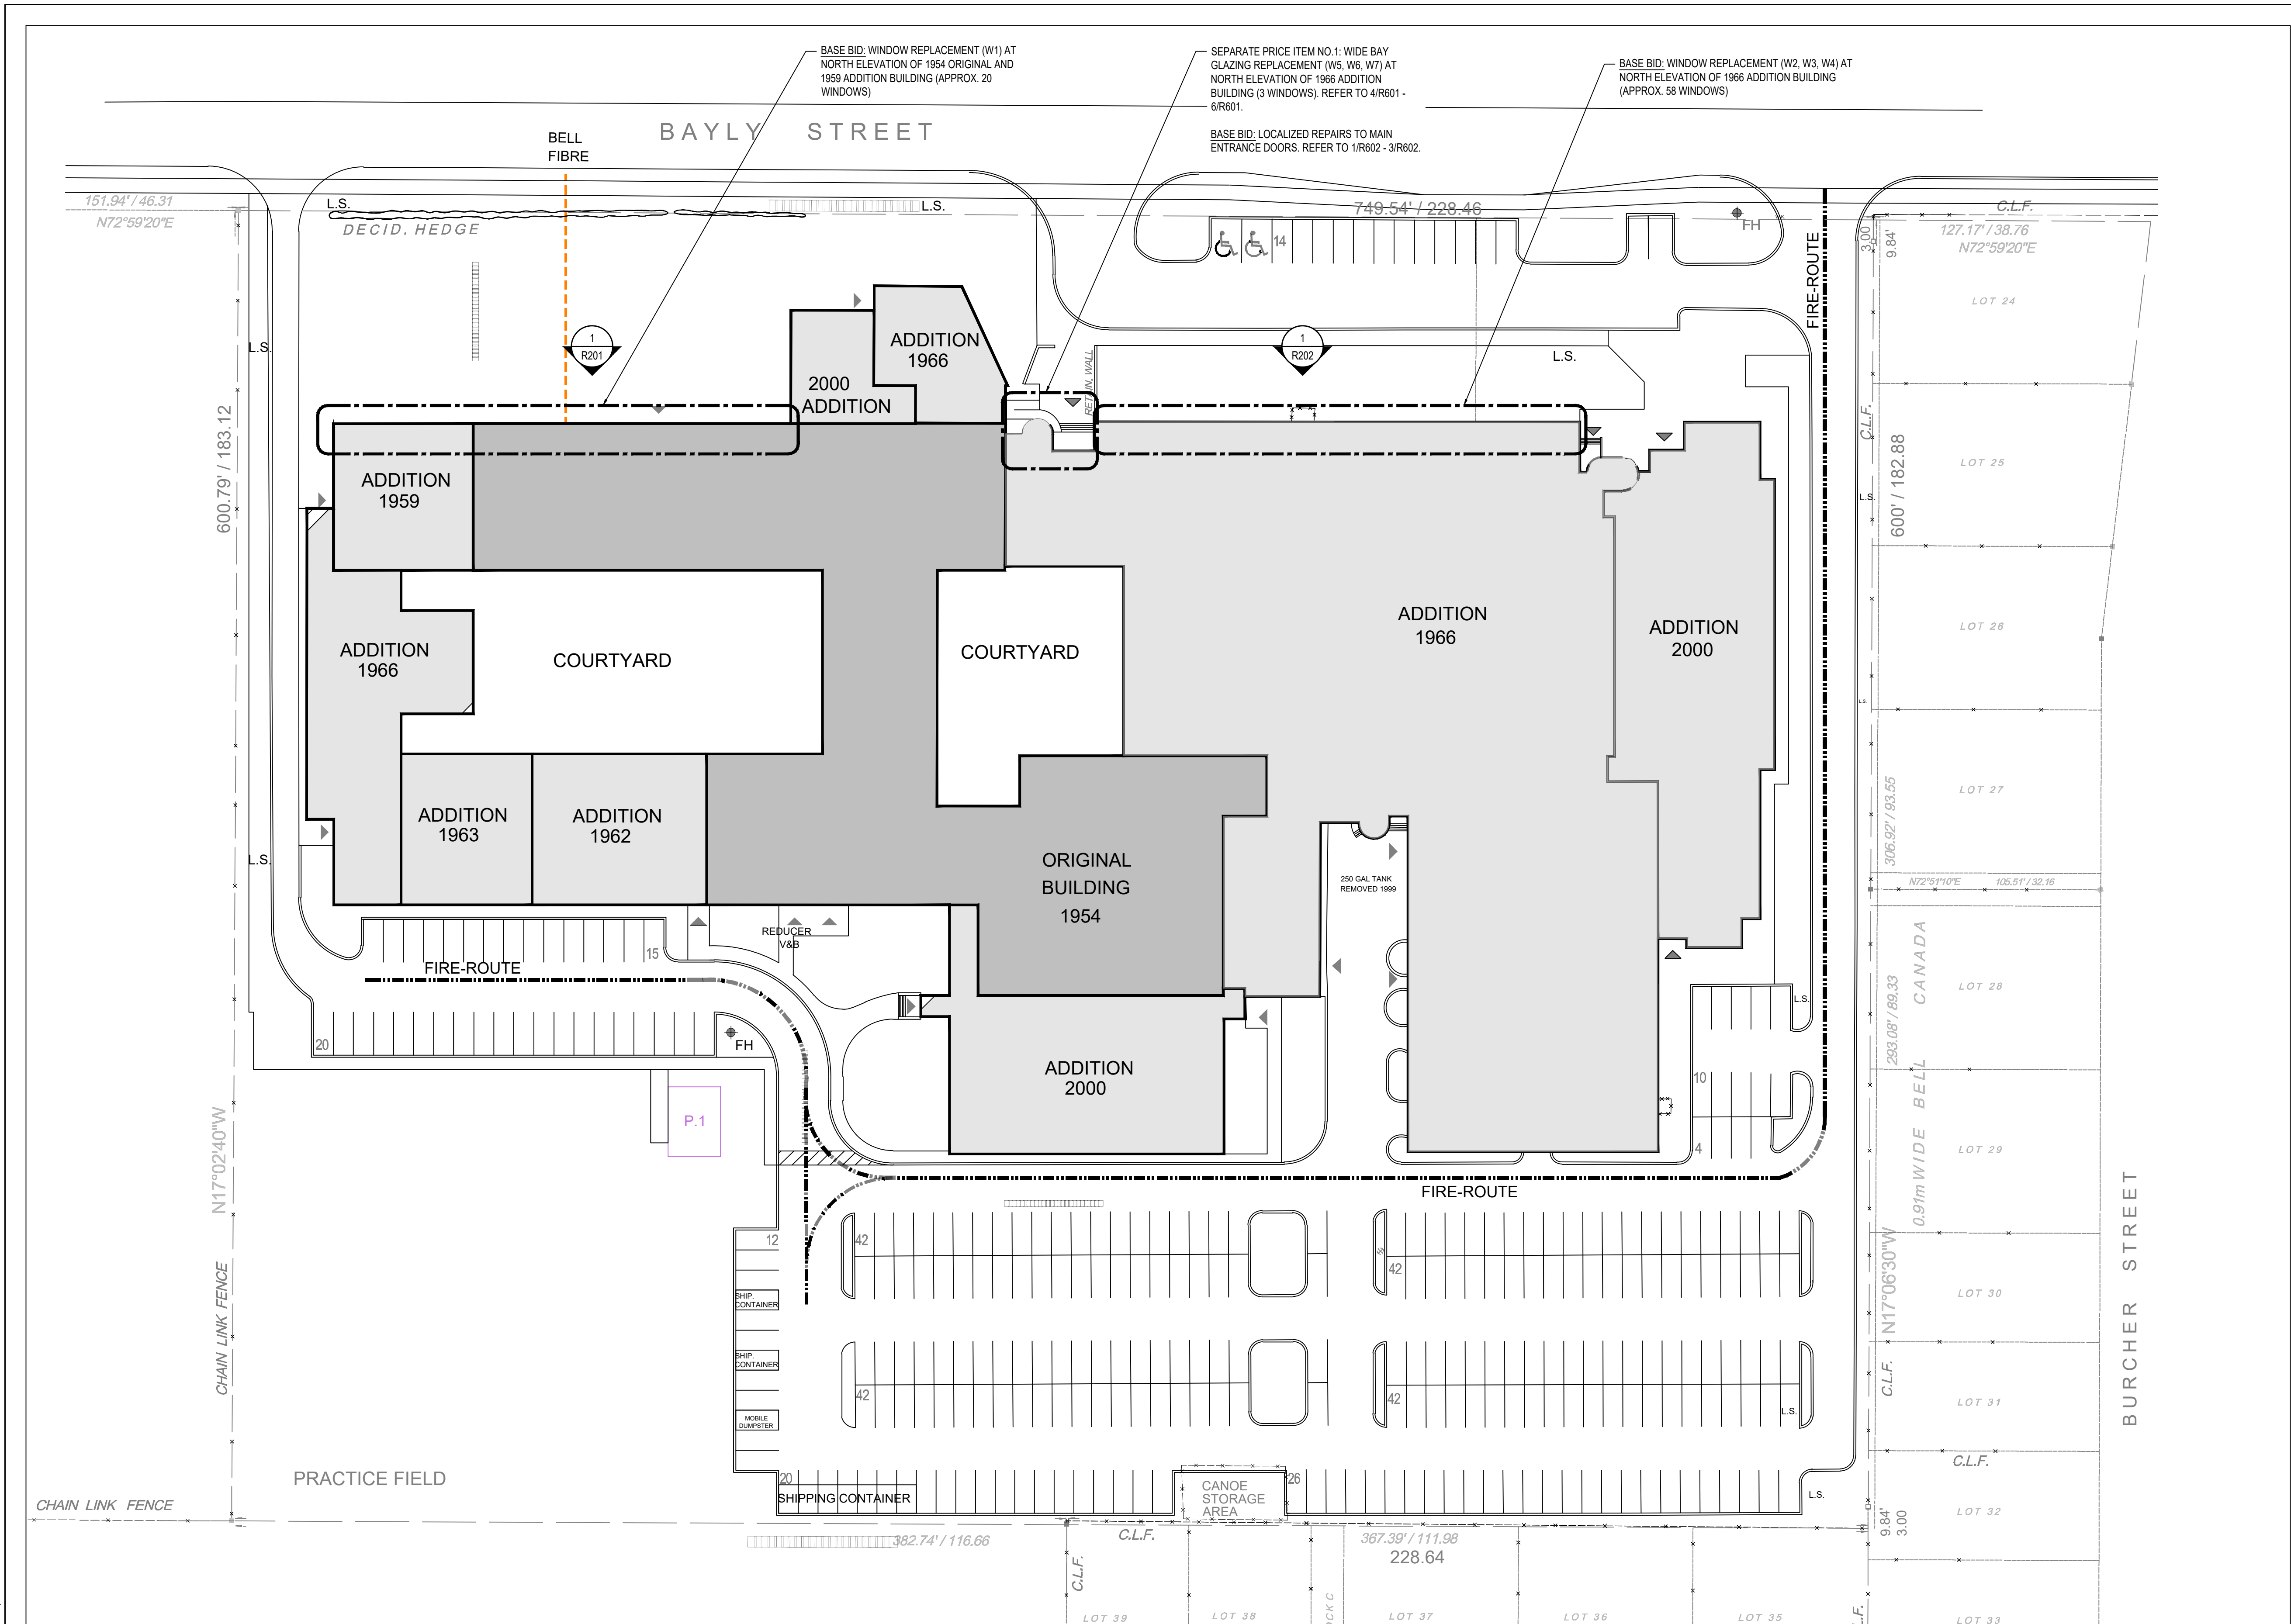 BASE BID: WINDOW REPLACEMENT (W1) AT
NORTH ELEVATION OF 1954 ORIGINAL AND
1959 ADDITION BUILDING (APPROX. 20
WINDOWS)
SEPARATE PRICE ITEM NO.1: WIDE BAY
GLAZING REPLACEMENT (W5, W6, W7) AT
NORTH ELEVATION OF 1966 ADDITION
BUILDING (3 WINDOWS). REFER TO 4/R601 -
6/R601.
BASE BID: LOCALIZED REPAIRS TO MAIN
ENTRANCE DOORS. REFER TO 1/R602 - 3/R602.
BASE BID: WINDOW REPLACEMENT (W2, W3, W4) AT
NORTH ELEVATION OF 1966 ADDITION BUILDING
(APPROX. 58 WINDOWS)
BAYLY STREET
BELL
FIBRE
151.94' / 46.31
N72°59'20"E
L.S.
DECID. HEDGE
L.S.
749.54' / 228.46
14
FH
FIRE-ROUTE
3.00
9.84'
C.L.F.
127.17' / 38.76
N72°59'20"E
LOT 24
L.S.
1
R201
ADDITION
1966
2000
ADDITION
RETAIN. WALL
1
R202
L.S.
C.L.F.
600.79' / 183.12
ADDITION
1959
600' / 182.88
LOT 25
L.S.
ADDITION
1966
COURTYARD
COURTYARD
ADDITION
1966
ADDITION
2000
LOT 26
L.S.
LOT 27
306.92' / 93.55
ADDITION
1963
ADDITION
1962
L.S.
ORIGINAL
BUILDING
1954
250 GAL TANK
REMOVED 1999
N72°51'10"E
105.51' / 32.16
REDUCER
V&B
15
FIRE-ROUTE
20
FH
ADDITION
2000
L.S.
10
4
293.08' / 89.33
0.91m WIDE BELL CANADA
LOT 28
P.1
N17°02'40"W
LOT 29
FIRE-ROUTE
BURCHER STREET
12
42
42
N17°06'30"W
LOT 30
SHIP.
CONTAINER
CHAIN LINK FENCE
SHIP.
CONTAINER
42
42
L.S.
C.L.F.
LOT 31
MOBILE
DUMPSTER
C.L.F.
PRACTICE FIELD
20
SHIPPING CONTAINER
CANOE
STORAGE
AREA
26
L.S.
CHAIN LINK FENCE
9.84'
3.00
LOT 32
382.74' / 116.66
C.L.F.
367.39' / 111.98
228.64
C.L.F.
LOT 39
LOT 38
LOT 37
LOT 36
LOT 35
LOT 33